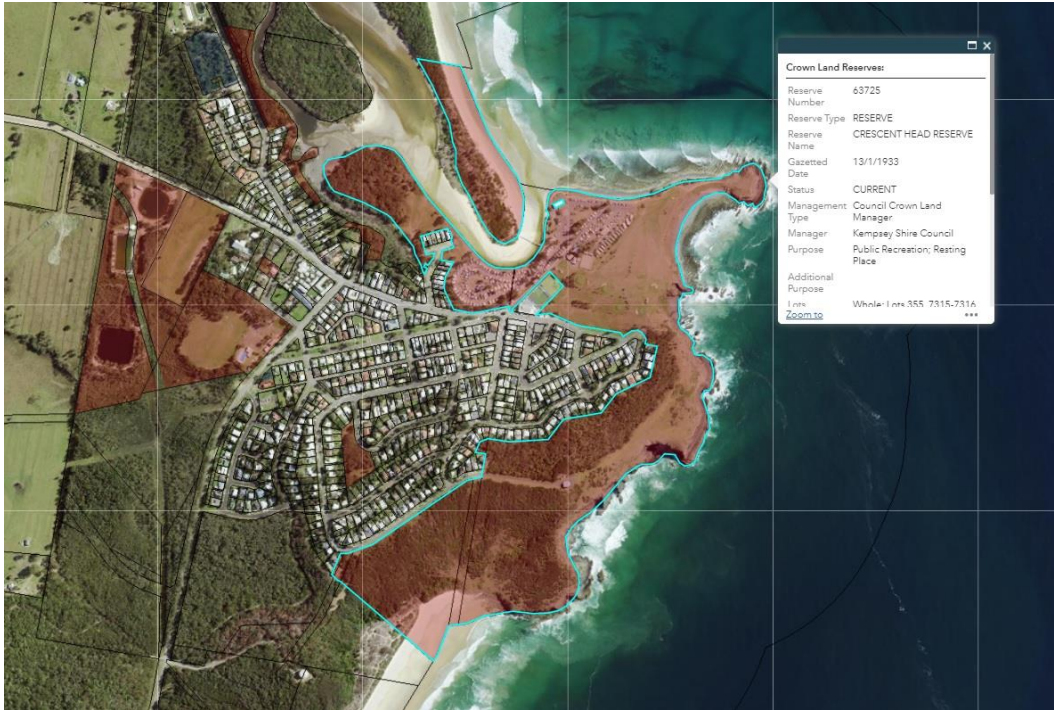 Crown Land Reserves:
Reserve Number 63725
Reserve Type RESERVE
Reserve Name CRESCENT HEAD RESERVE
Gazetted Date 13/1/1933
Status CURRENT
Management Type Council Crown Land Manager
Manager Kempsey Shire Council
Purpose Public Recreation; Resting Place
Additional Purpose
Lots Whole: Lots 355, 7315-7316
Zoom to